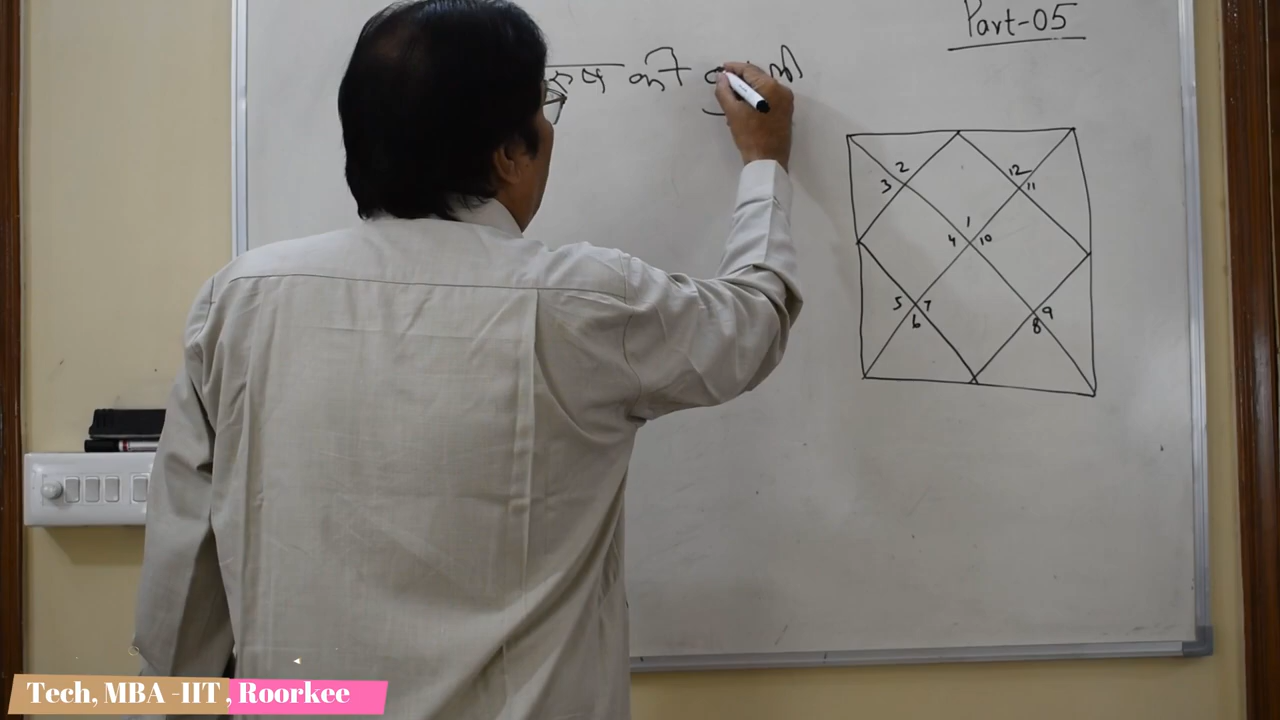 Part-05
की
2 12
3 11
1
4 10
5 7 9
6 8
Tech, MBA -IIT , Roorkee